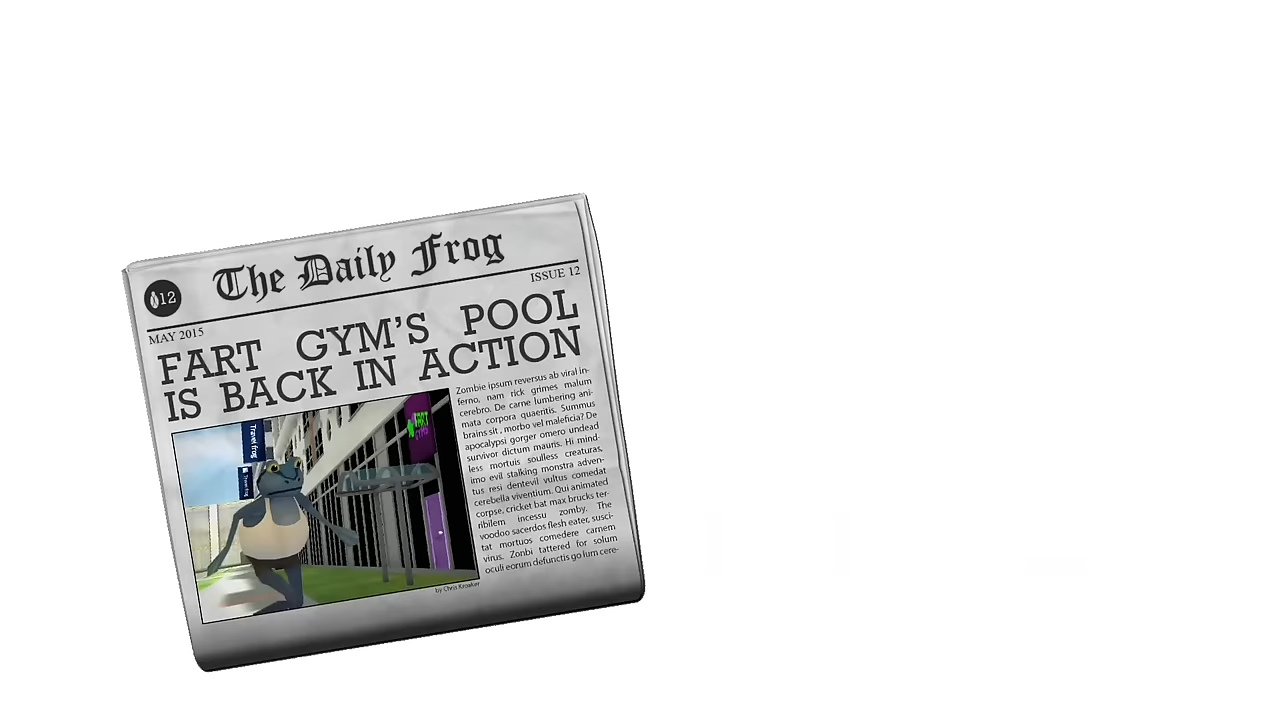 The Daily Frog
12
ISSUE 12
MAY 2015
FART GYM'S POOL
IS BACK IN ACTION
Zombie ipsum reversus ab viral in-
ferno, nam rick grimes malum
cerebro. De carne lumbering ani-
mata corpora quaeritis. Summus
brains sit , morbo vel maleficia? De
apocalypsi gorger omero undead
survivor dictum mauris. Hi mind-
less mortuis soulless creaturas,
imo evil stalking monstra adven-
tus resi dentevil vultus comedat
cerebella viventium. Qui animated
corpse, cricket bat max brucks ter-
ribilem incessu zomby. The
voodoo sacerdos flesh eater, susci-
tat mortuos comedere carnem
virus. Zonbi tattered for solum
oculi eorum defunctis go lum cere-
Travel frog
Travel frog
FART
GYMS
by Chris Kroaker